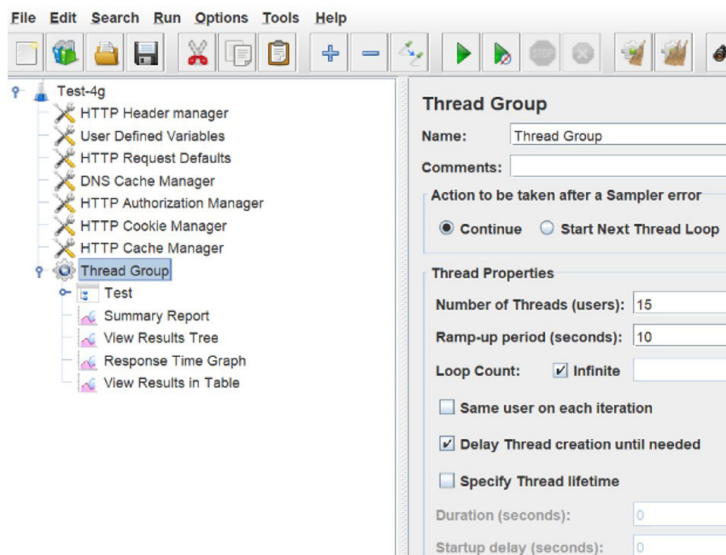 File Edit Search Run Options Tools Help
STOP
Test-4g
HTTP Header manager
User Defined Variables
HTTP Request Defaults
DNS Cache Manager
HTTP Authorization Manager
HTTP Cookie Manager
HTTP Cache Manager
Thread Group
Test
Summary Report
View Results Tree
Response Time Graph
View Results in Table
Thread Group
Name: Thread Group
Comments:
Action to be taken after a Sampler error
Continue Start Next Thread Loop
Thread Properties
Number of Threads (users): 15
Ramp-up period (seconds): 10
Loop Count: Infinite
Same user on each iteration
Delay Thread creation until needed
Specify Thread lifetime
Duration (seconds): 0
Startup delay (seconds): 0